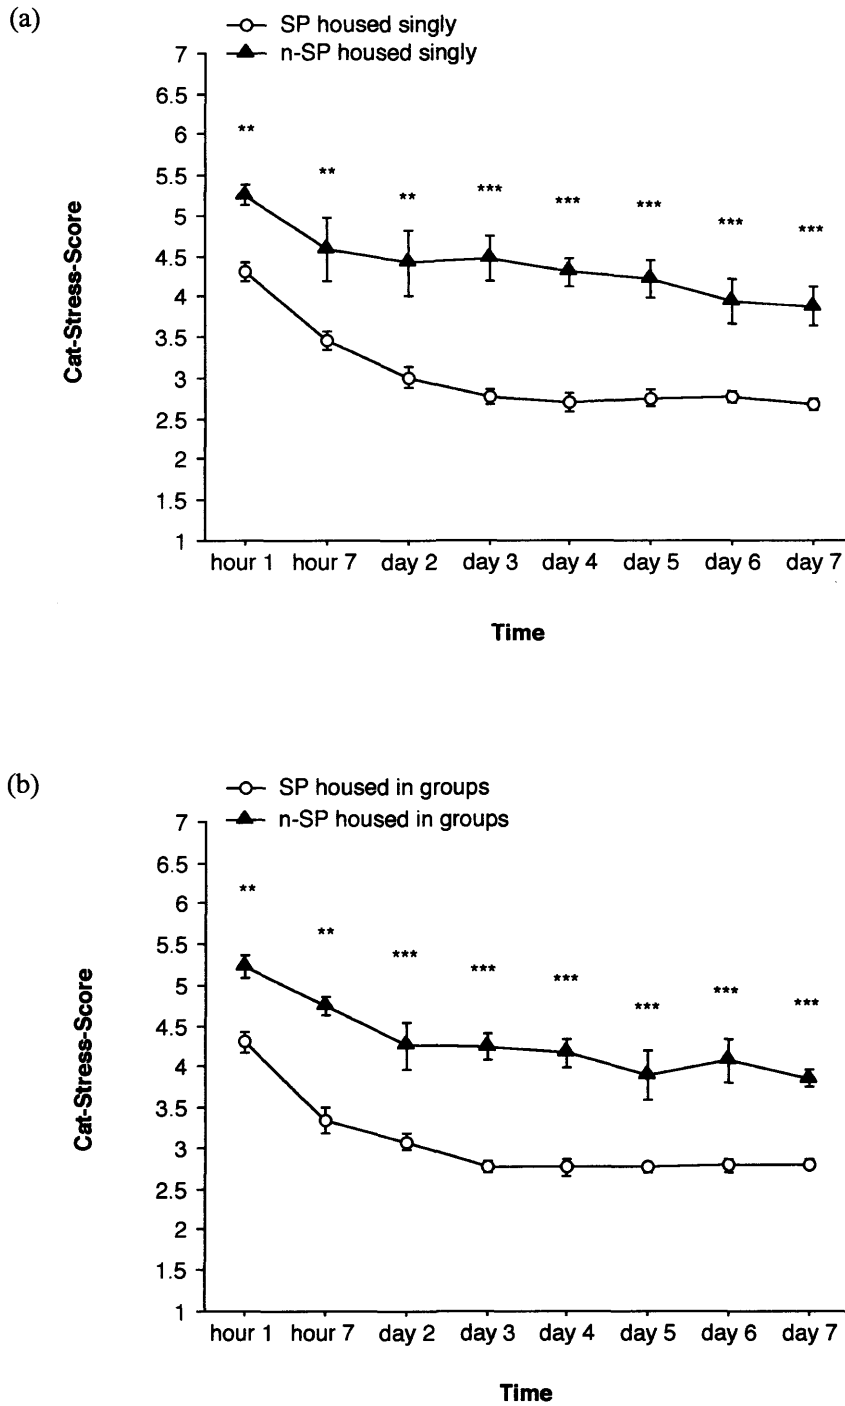 (a)
SP housed singly
n-SP housed singly
7
6.5
6
5.5
5
4.5
4
3.5
3
2.5
2
1.5
1
Cat-Stress-Score
** ** ** *** *** *** *** ***
hour 1 hour 7 day 2 day 3 day 4 day 5 day 6 day 7
Time
(b)
SP housed in groups
n-SP housed in groups
7
6.5
6
5.5
5
4.5
4
3.5
3
2.5
2
1.5
1
Cat-Stress-Score
** ** *** *** *** *** *** ***
hour 1 hour 7 day 2 day 3 day 4 day 5 day 6 day 7
Time